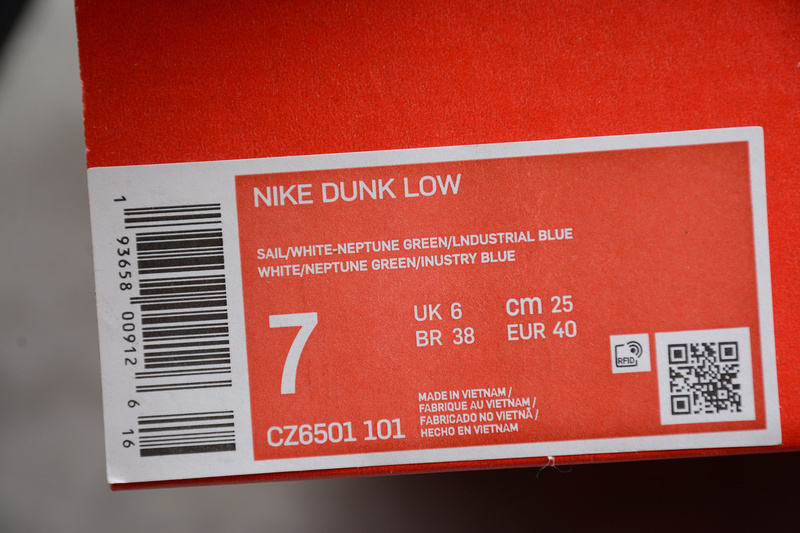 NIKE DUNK LOW
SAIL/WHITE-NEPTUNE GREEN/LNDUSTRIAL BLUE
WHITE/NEPTUNE GREEN/INUSTRY BLUE
7
UK 6 cm 25
BR 38 EUR 40
RFID
CZ6501 101
MADE IN VIETNAM /
FABRIQUE AU VIETNAM /
FABRICADO NO VIETNÃ /
HECHO EN VIETNAM
1 93658 00912 6 16